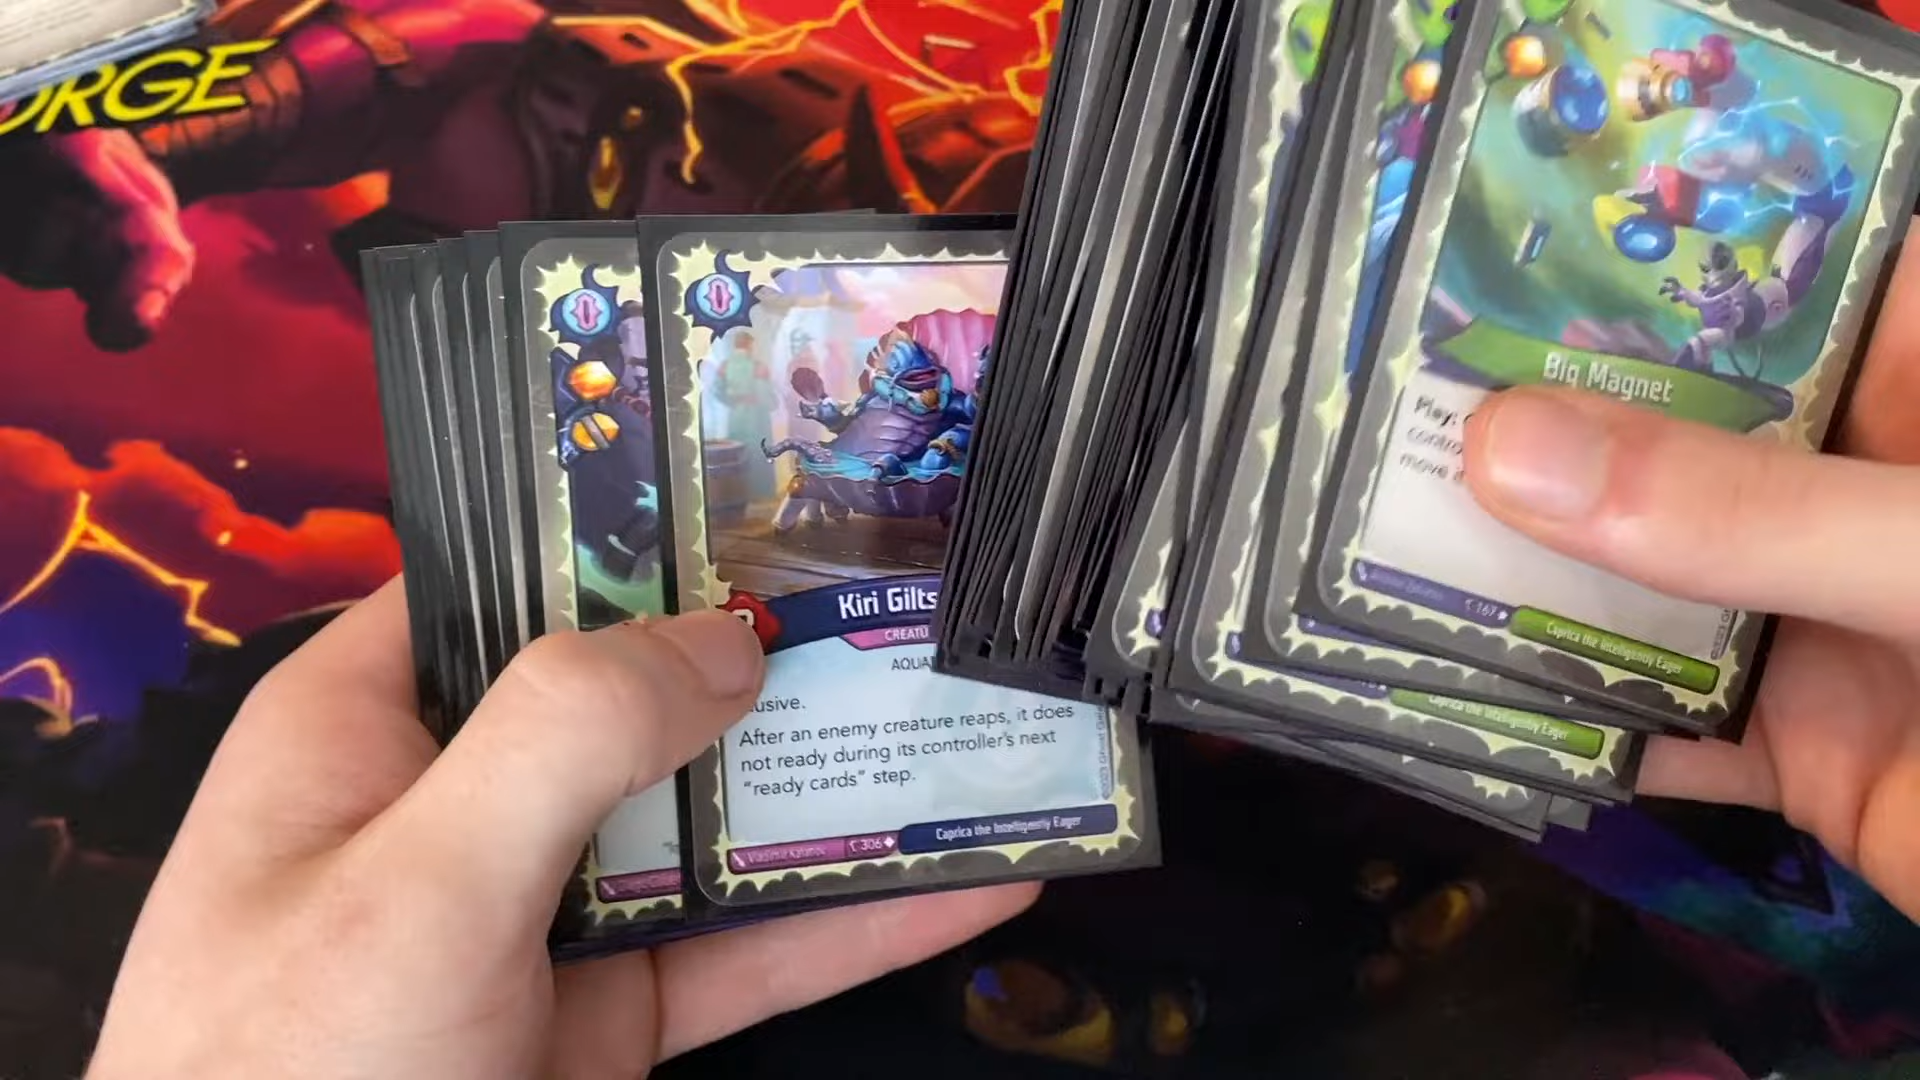 ORGE
Kiri Gilts
CREATU
AQUA
usive.
After an enemy creature reaps, it does
not ready during its controller's next
"ready cards" step.
306
Caprica the Intelligently Eager
Big Magnet
Play:
contro
move
167
Caprica the Intelligently Eager
Caprica the Intelligently Eager